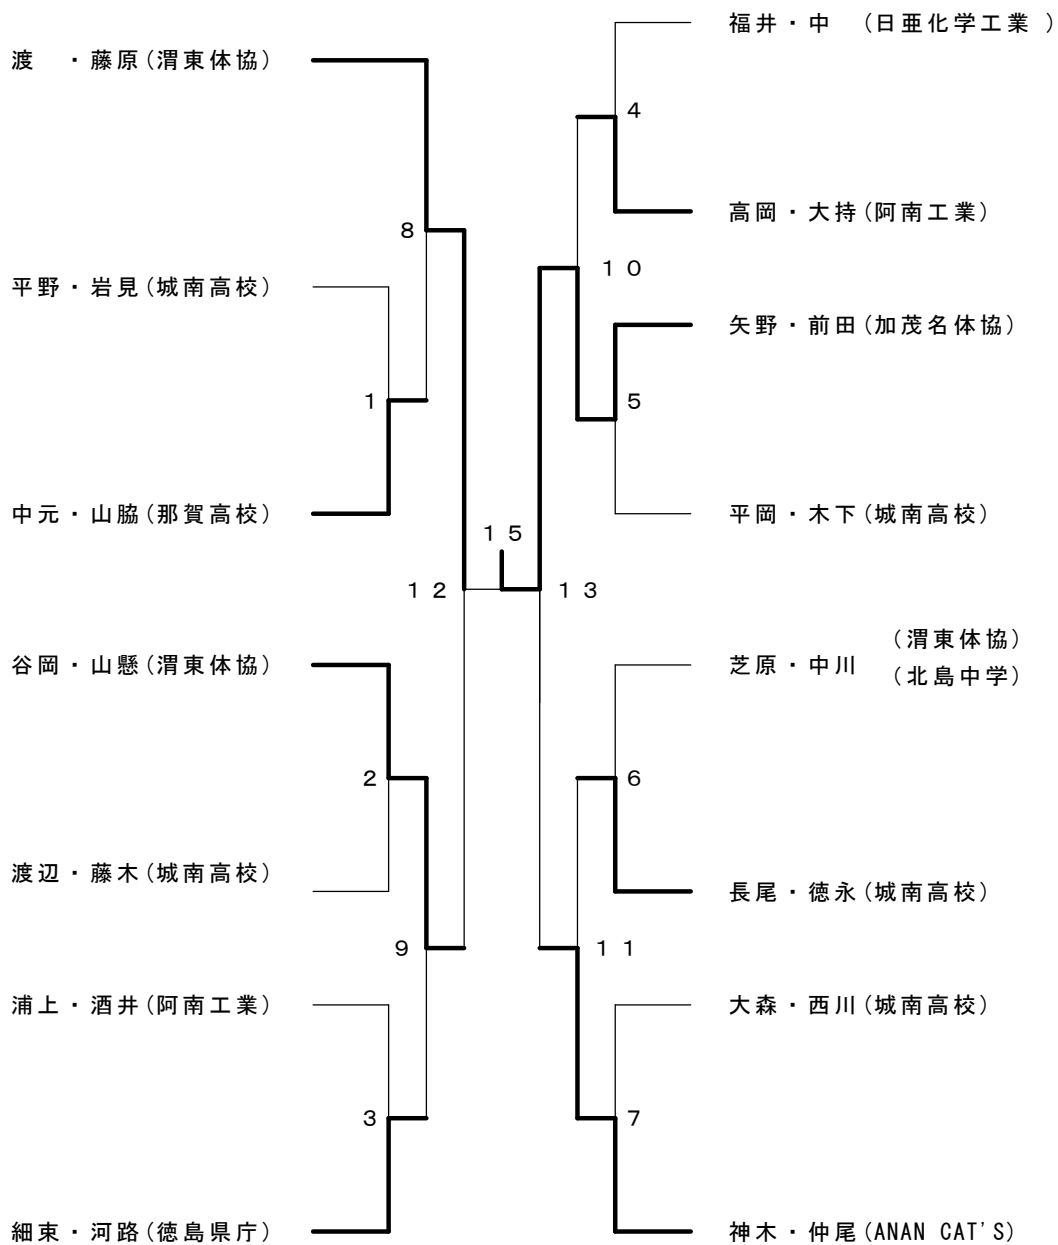 渡　・藤原(渭東体協)
8
平野・岩見(城南高校)
1
中元・山脇(那賀高校)
12
谷岡・山懸(渭東体協)
2
渡辺・藤木(城南高校)
9
浦上・酒井(阿南工業)
3
細束・河路(徳島県庁)
15
福井・中　(日亜化学工業 )
4
高岡・大持(阿南工業)
10
矢野・前田(加茂名体協)
5
平岡・木下(城南高校)
13
芝原・中川
(渭東体協)
(北島中学)
6
長尾・徳永(城南高校)
11
大森・西川(城南高校)
7
神木・仲尾(ANAN CAT'S)